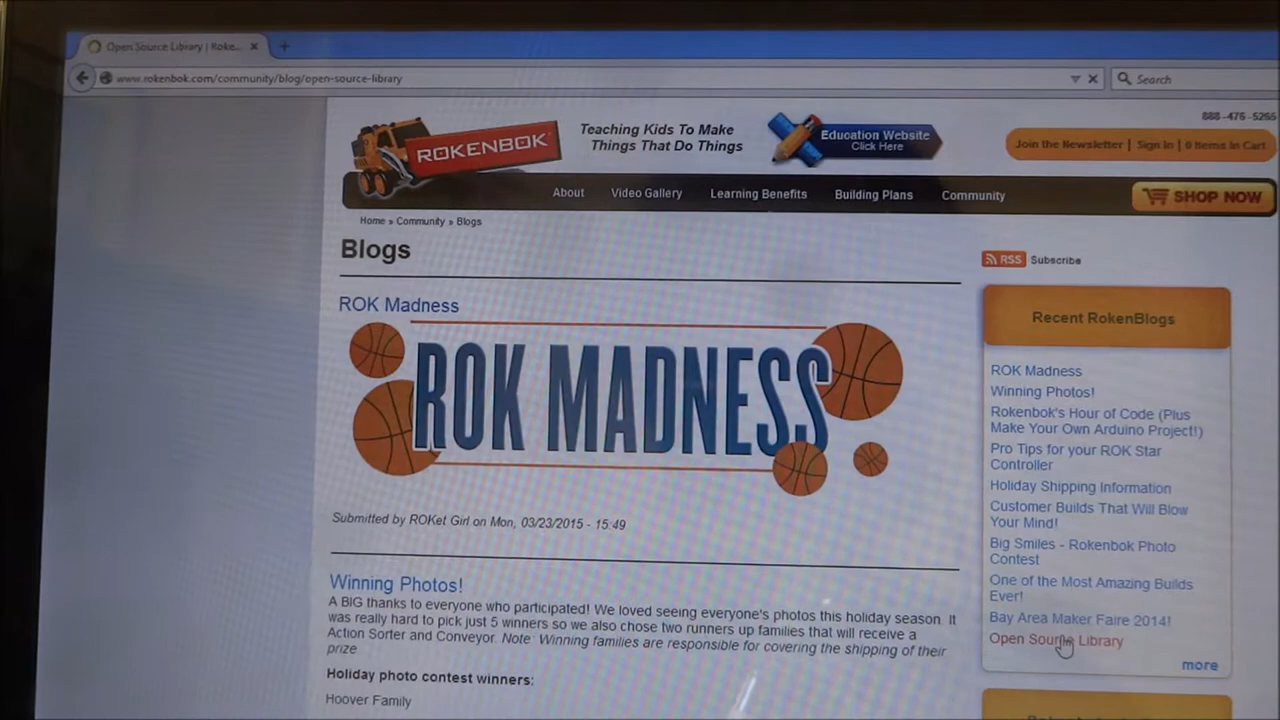 Open Source Library | Roke...
www.rokenbok.com/community/blog/open-source-library
Search
888-476-5265
ROKENBOK
Teaching Kids To Make
Things That Do Things
Education Website
Click Here
Join the Newsletter | Sign In | 0 Items in Cart
About Video Gallery Learning Benefits Building Plans Community
SHOP NOW
Home » Community » Blogs
Blogs
RSS Subscribe
ROK Madness
ROK MADNESS
Submitted by ROKet Girl on Mon, 03/23/2015 - 15:49
Winning Photos!
A BIG thanks to everyone who participated! We loved seeing everyone's photos this holiday season. It
was really hard to pick just 5 winners so we also chose two runners up families that will receive a
Action Sorter and Conveyor. Note: Winning families are responsible for covering the shipping of their
prize.
Holiday photo contest winners:
Hoover Family
Recent RokenBlogs
ROK Madness
Winning Photos!
Rokenbok's Hour of Code (Plus
Make Your Own Arduino Project!)
Pro Tips for your ROK Star
Controller
Holiday Shipping Information
Customer Builds That Will Blow
Your Mind!
Big Smiles - Rokenbok Photo
Contest
One of the Most Amazing Builds
Ever!
Bay Area Maker Faire 2014!
Open Source Library
more